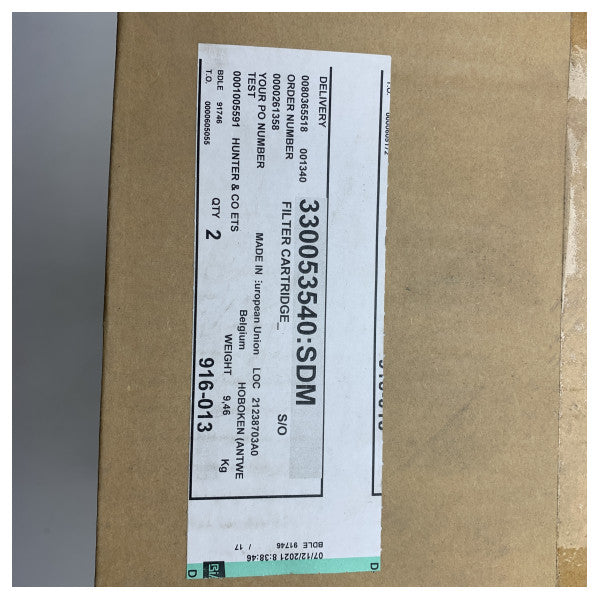 DELIVERY
0080365518 001340
330053540:SDM
ORDER NUMBER
0000261358
FILTER CARTRIDGE_
S/O
YOUR PO NUMBER
TEST
MADE IN :uropean Union LOC 21238703A0
Belgium HOBOKEN (ANTWE
0001005591 HUNTER & CO ETS
WEIGHT 9,46 Kg
BDLE 91746
QTY 2
T.O. 0000605055
916-013
07/12/2021 8:38:46
BDLE 91746 / 17
D
D